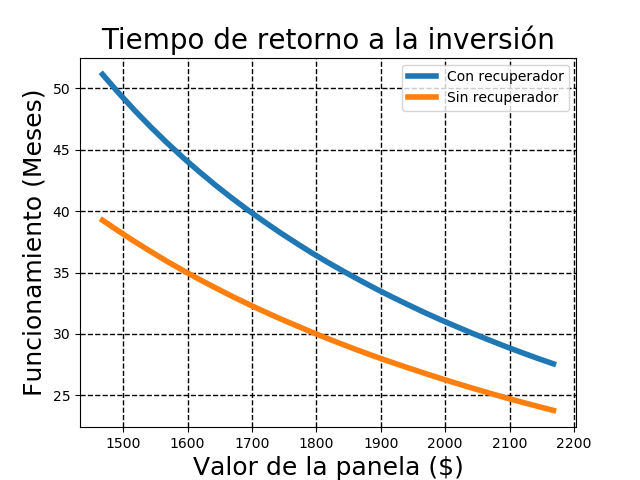 Tiempo de retorno a la inversión
Con recuperador
Sin recuperador
50
45
40
35
30
25
Funcionamiento (Meses)
1500 1600 1700 1800 1900 2000 2100 2200
Valor de la panela ($)